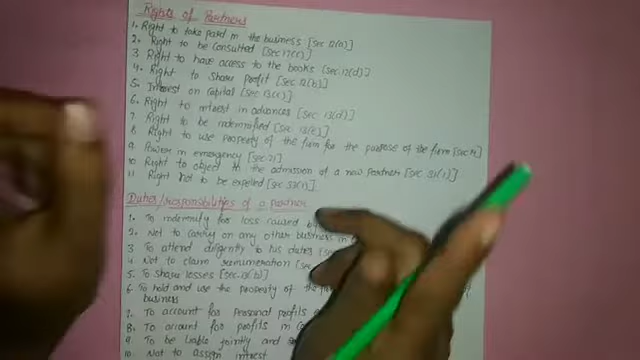 Rights of Partners
1. Right to take part in the business [sec 12(a)]
2. Right to be consulted [sec 12(c)]
3 Right to have access to the books [sec 12(d)]
4. Right to share profit [sec 13(b)]
5. Interest on capital [sec 13(c)]
6. Right to interest in advances [sec 13(d)]
7 Right to be indemnified [sec 13(e)]
8 Right to use property of the firm for the purpose of the firm
9 Power in emergency [sec 21]
10 Right to object to the admission of a new partner [sec 31(1)]
11 Right not to be expelled [sec 33(1)]
Duties/responsibilities of a partner
1. To indemnify for loss caused by
2. Not to carry on any other business in
3 To attend diligently to his duties
4 Not to claim remuneration
5 To share losses
6 To hold and use the property of the
business
7. To account for personal profits
8. To account for profits in
9 To be liable jointly and
10. Not to assign interest